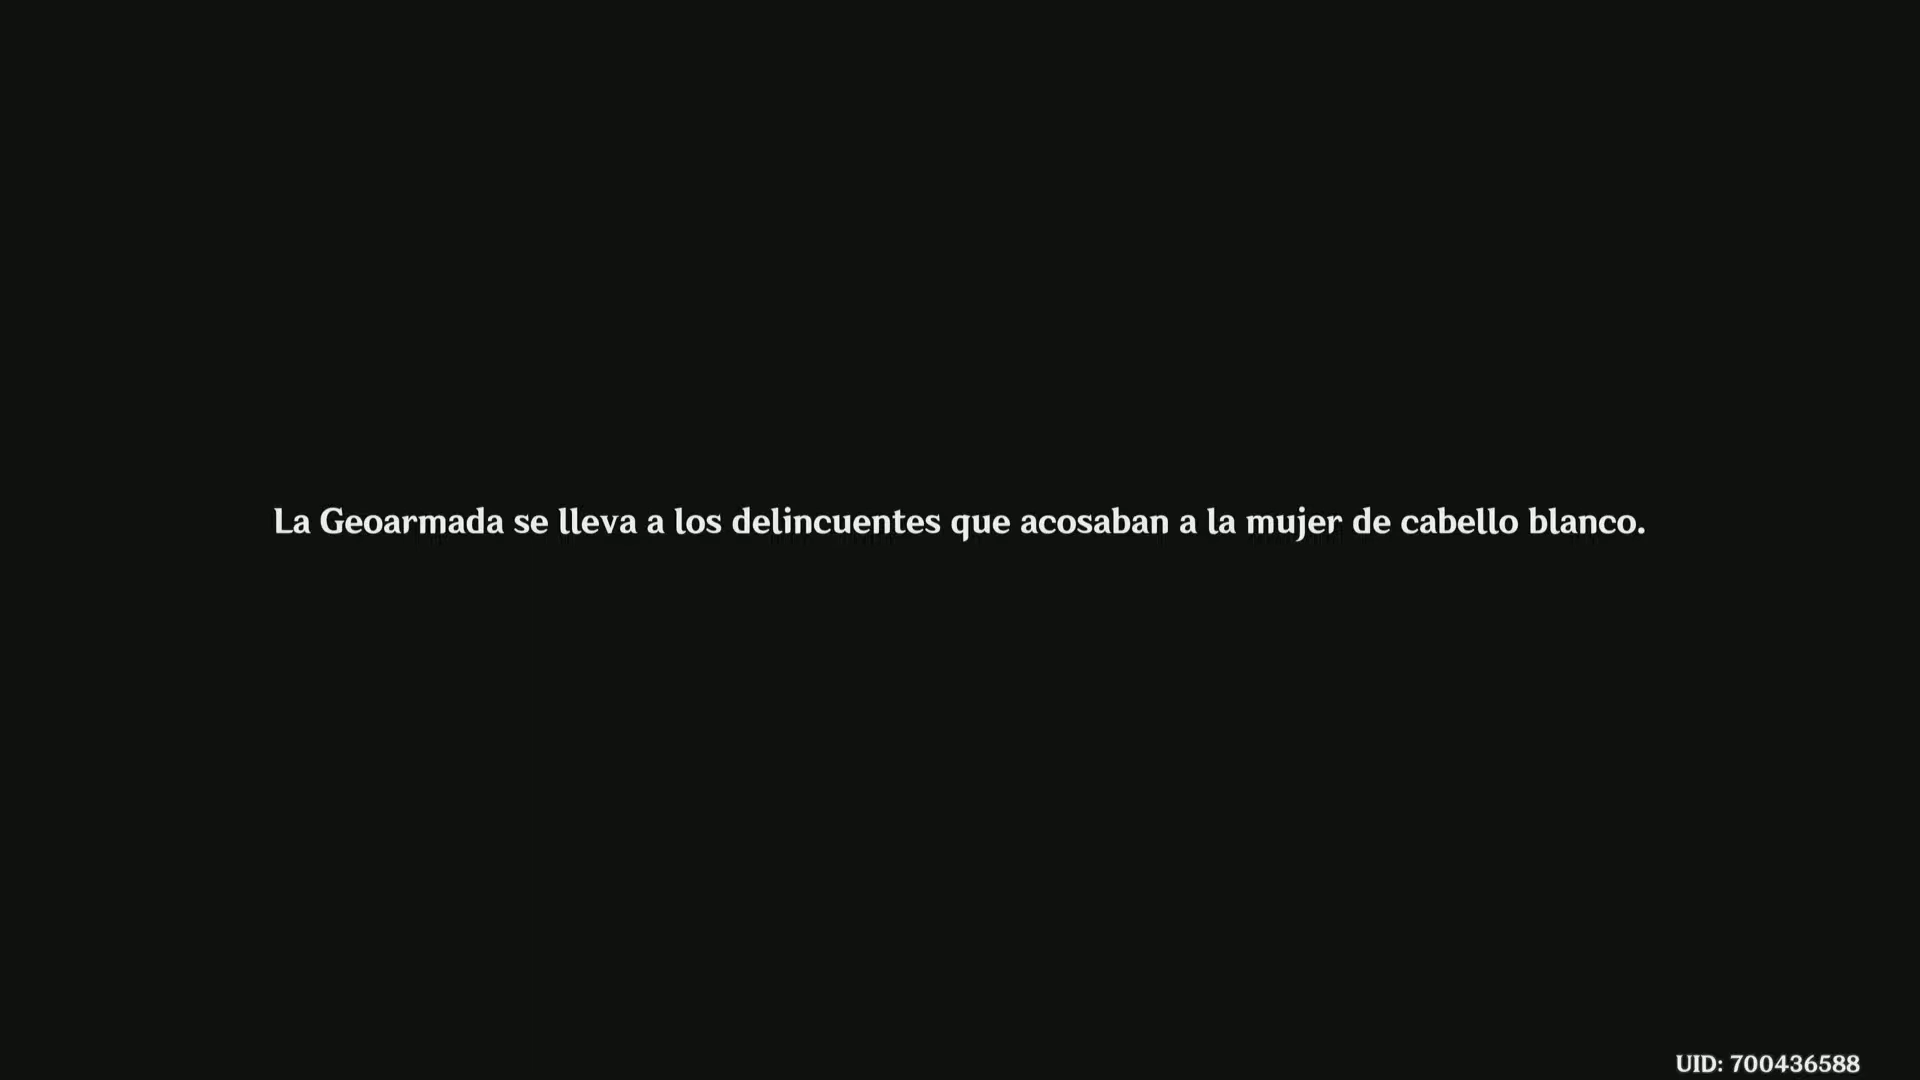 La Geoarmada se lleva a los delincuentes que acosaban a la mujer de cabello blanco.
UID: 700436588